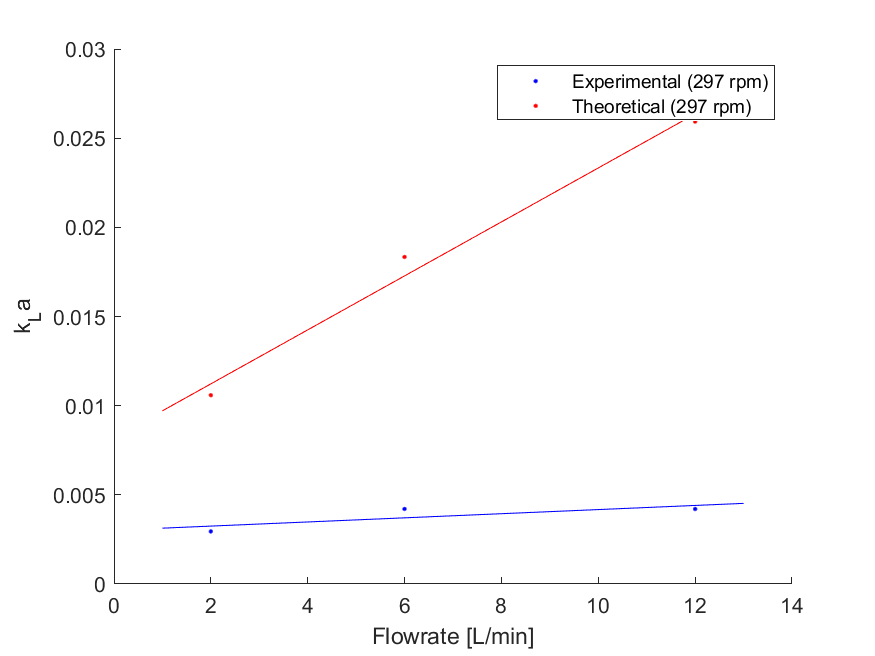 0.03
Experimental (297 rpm)
Theoretical (297 rpm)
0.025
0.02
0.015
0.01
0.005
0
kLa
0 2 4 6 8 10 12 14
Flowrate [L/min]